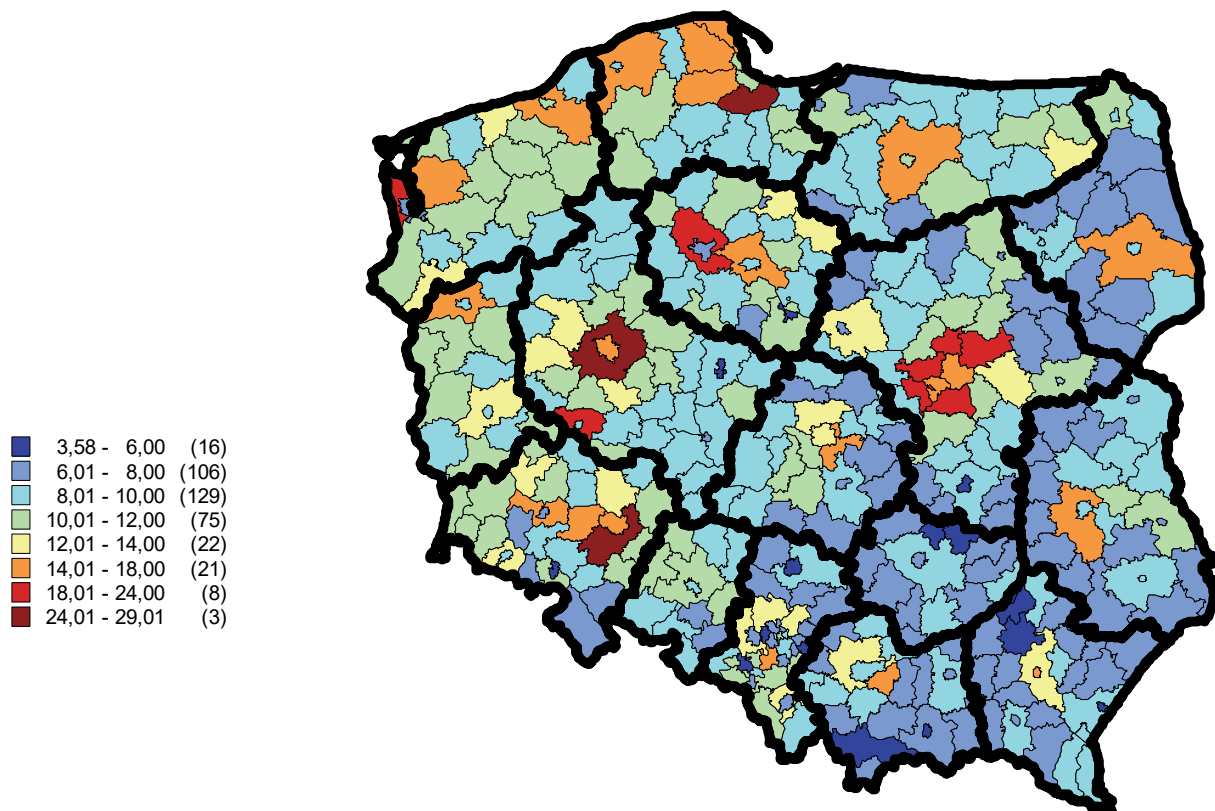 3,58 - 6,00 (16)
6,01 - 8,00 (106)
8,01 - 10,00 (129)
10,01 - 12,00 (75)
12,01 - 14,00 (22)
14,01 - 18,00 (21)
18,01 - 24,00 (8)
24,01 - 29,01 (3)